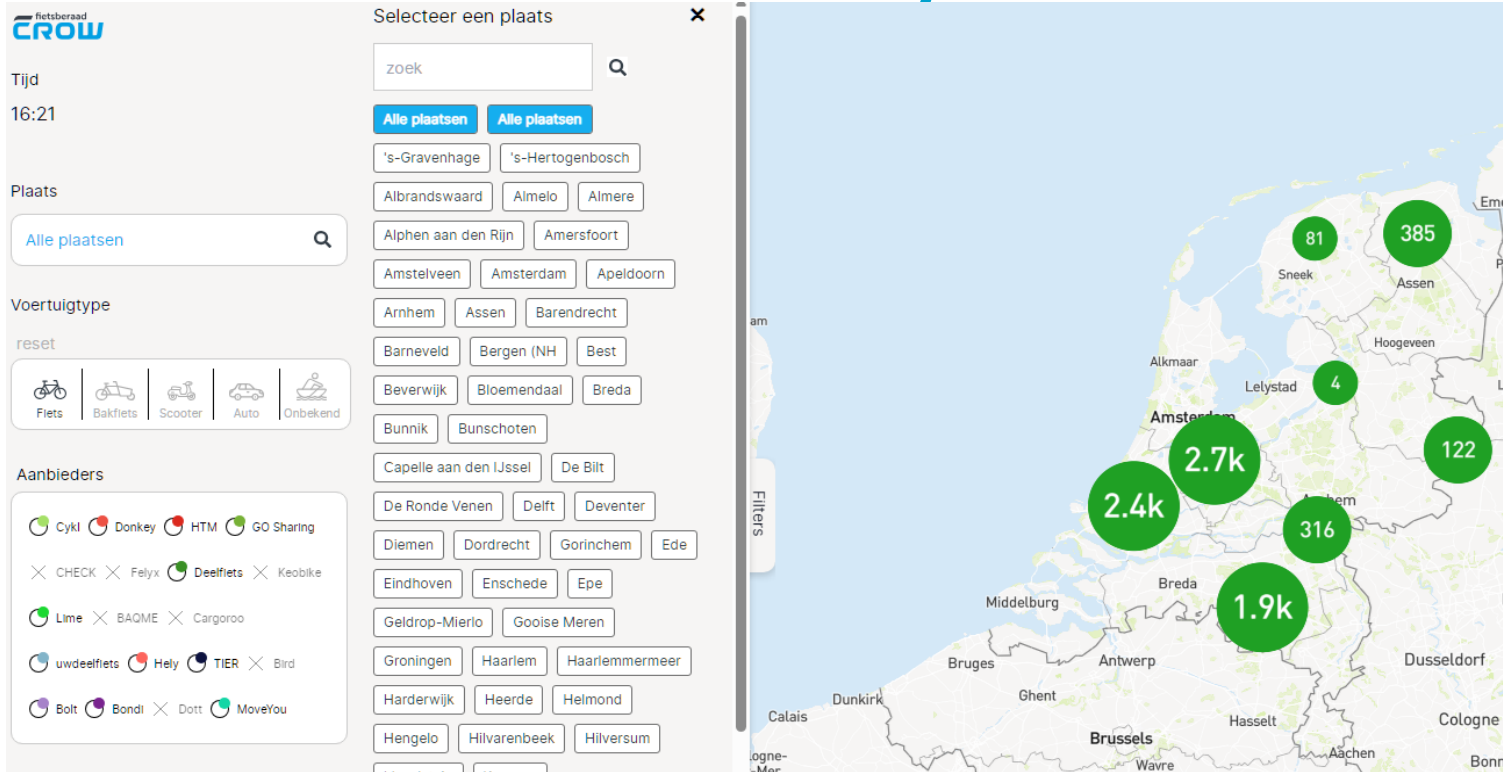 fietsberaad
CROW
Tijd
16:21
Plaats
Alle plaatsen
Voertuigtype
reset
Fiets Bakfiets Scooter Auto Onbekend
Aanbieders
Cykl Donkey HTM GO Sharing
CHECK Felyx Deelfiets Keobike
Lime BAQME Cargoroo
uwdeelfiets Hely TIER Bird
Bolt Bondi Dott MoveYou
Selecteer een plaats
zoek
Alle plaatsen Alle plaatsen
's-Gravenhage 's-Hertogenbosch
Albrandswaard Almelo Almere
Alphen aan den Rijn Amersfoort
Amstelveen Amsterdam Apeldoorn
Arnhem Assen Barendrecht
Barneveld Bergen (NH Best
Beverwijk Bloemendaal Breda
Bunnik Bunschoten
Capelle aan den IJssel De Bilt
De Ronde Venen Delft Deventer
Diemen Dordrecht Gorinchem Ede
Eindhoven Enschede Epe
Geldrop-Mierlo Gooise Meren
Groningen Haarlem Haarlemmermeer
Harderwijk Heerde Helmond
Hengelo Hilvarenbeek Hilversum
Filters
Eme
81
385
Sneek
Assen
am
Hoogeveen
Alkmaar
Lelystad
4
Amsterdam
2.7k
122
2.4k
Arnhem
316
Breda
Middelburg
1.9k
Bruges
Antwerp
Dusseldorf
Dunkirk
Ghent
Calais
Hasselt
Cologne
Brussels
ogne-
-Mer
Wavre
Aachen
Bonn